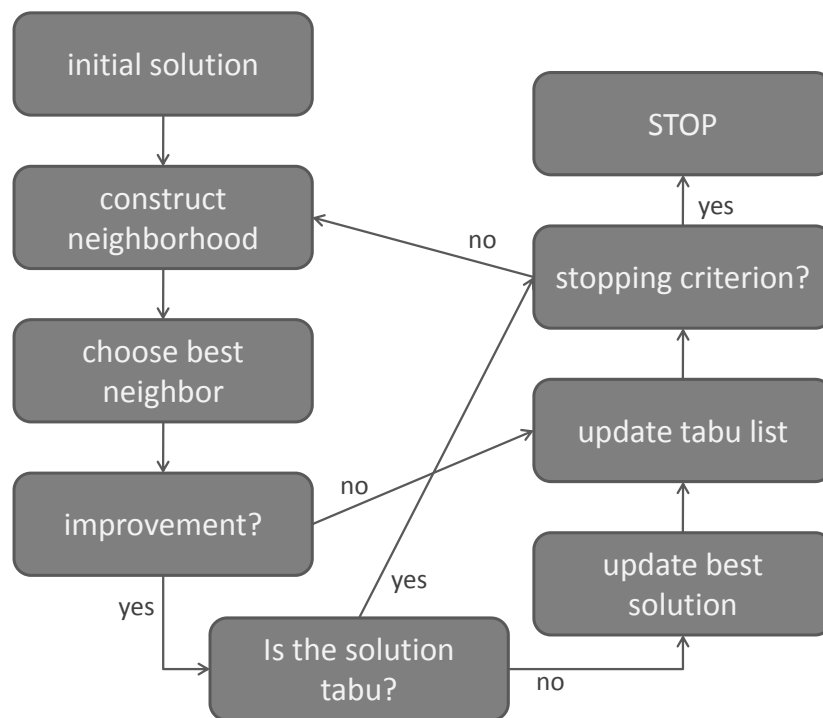 initial solution
construct
neighborhood
choose best
neighbor
improvement?
yes
no
Is the solution
tabu?
yes
no
update best
solution
update tabu list
stopping criterion?
no
yes
STOP